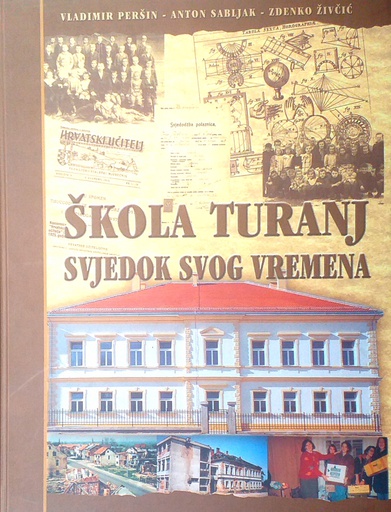 VLADIMIR PERŠIN - ANTON SABLJAK - ZDENKO ŽIVČIĆ
HRVATSKI UČITELJ
ŠKOLA TURANJ
SVJEDOK SVOG VREMENA